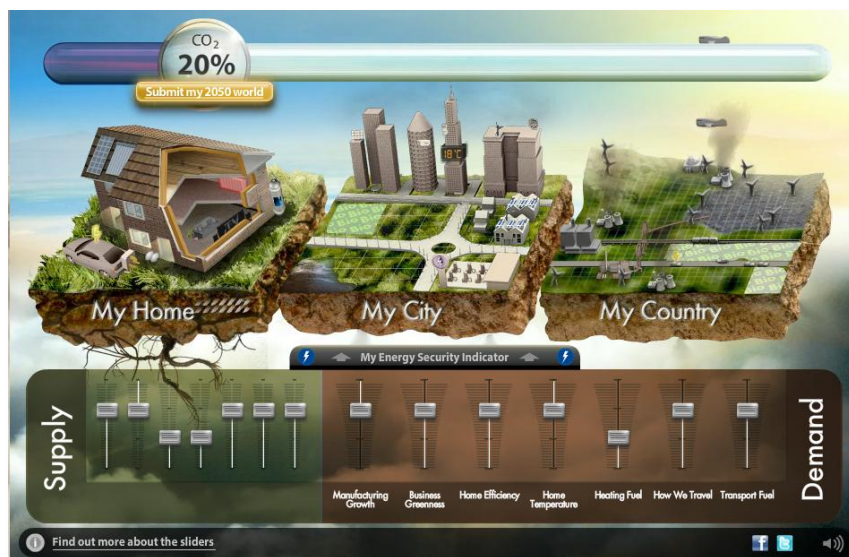 CO2
20%
Submit my 2050 world
18°C
TV
My Home
My City
My Country
My Energy Security Indicator
Supply
Manufacturing
Growth
Business
Greenness
Home Efficiency
Home
Temperature
Heating Fuel
How We Travel
Transport Fuel
Demand
i
Find out more about the sliders
f